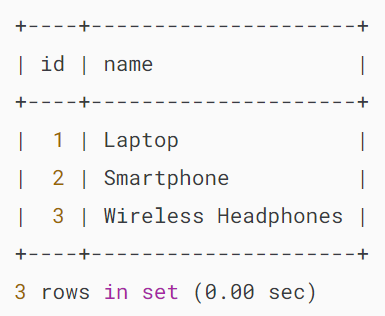 +----+---------------------+
| id | name                |
+----+---------------------+
|  1 | Laptop              |
|  2 | Smartphone          |
|  3 | Wireless Headphones |
+----+---------------------+
3 rows in set (0.00 sec)